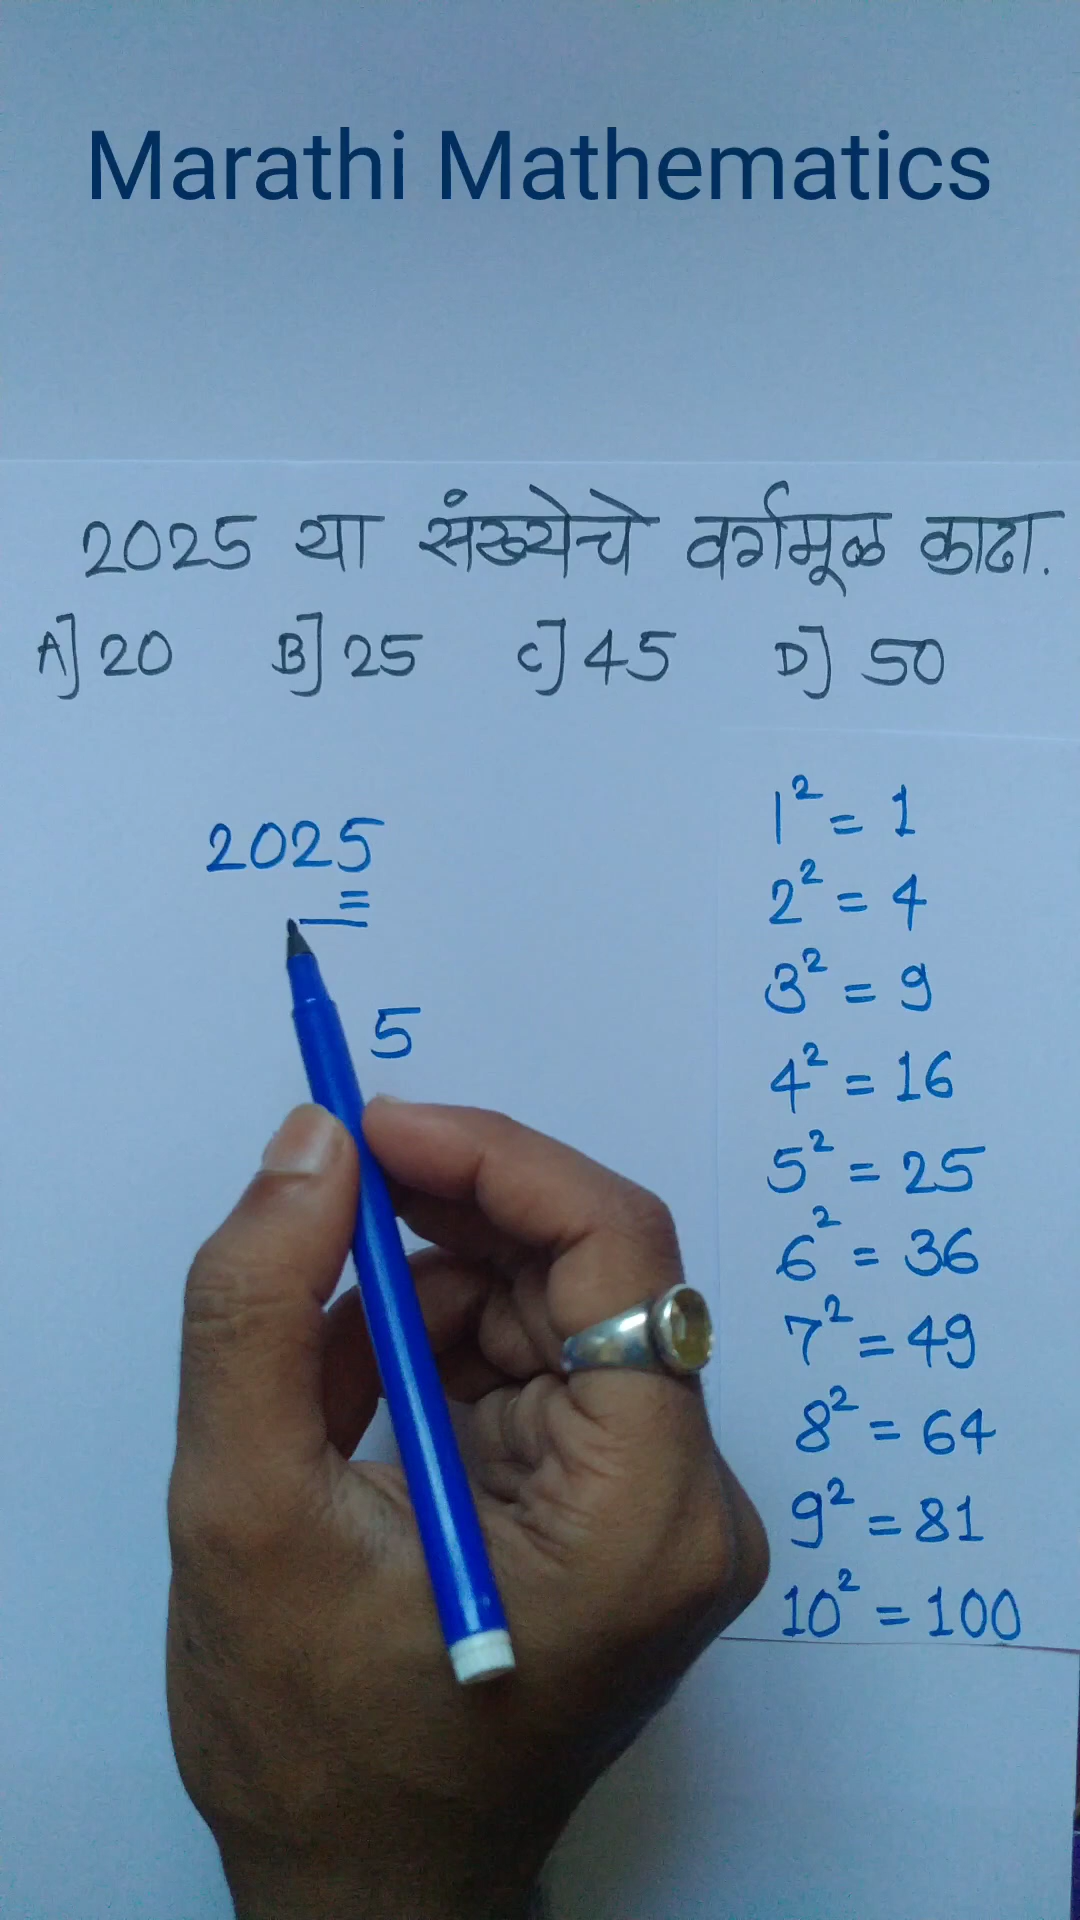 Marathi Mathematics
2025 या संख्येचे वर्गमूळ काढा.
A] 20 B] 25 C] 45 D] 50
2025
5
1² = 1
2² = 4
3² = 9
4² = 16
5² = 25
6² = 36
7² = 49
8² = 64
9² = 81
10² = 100